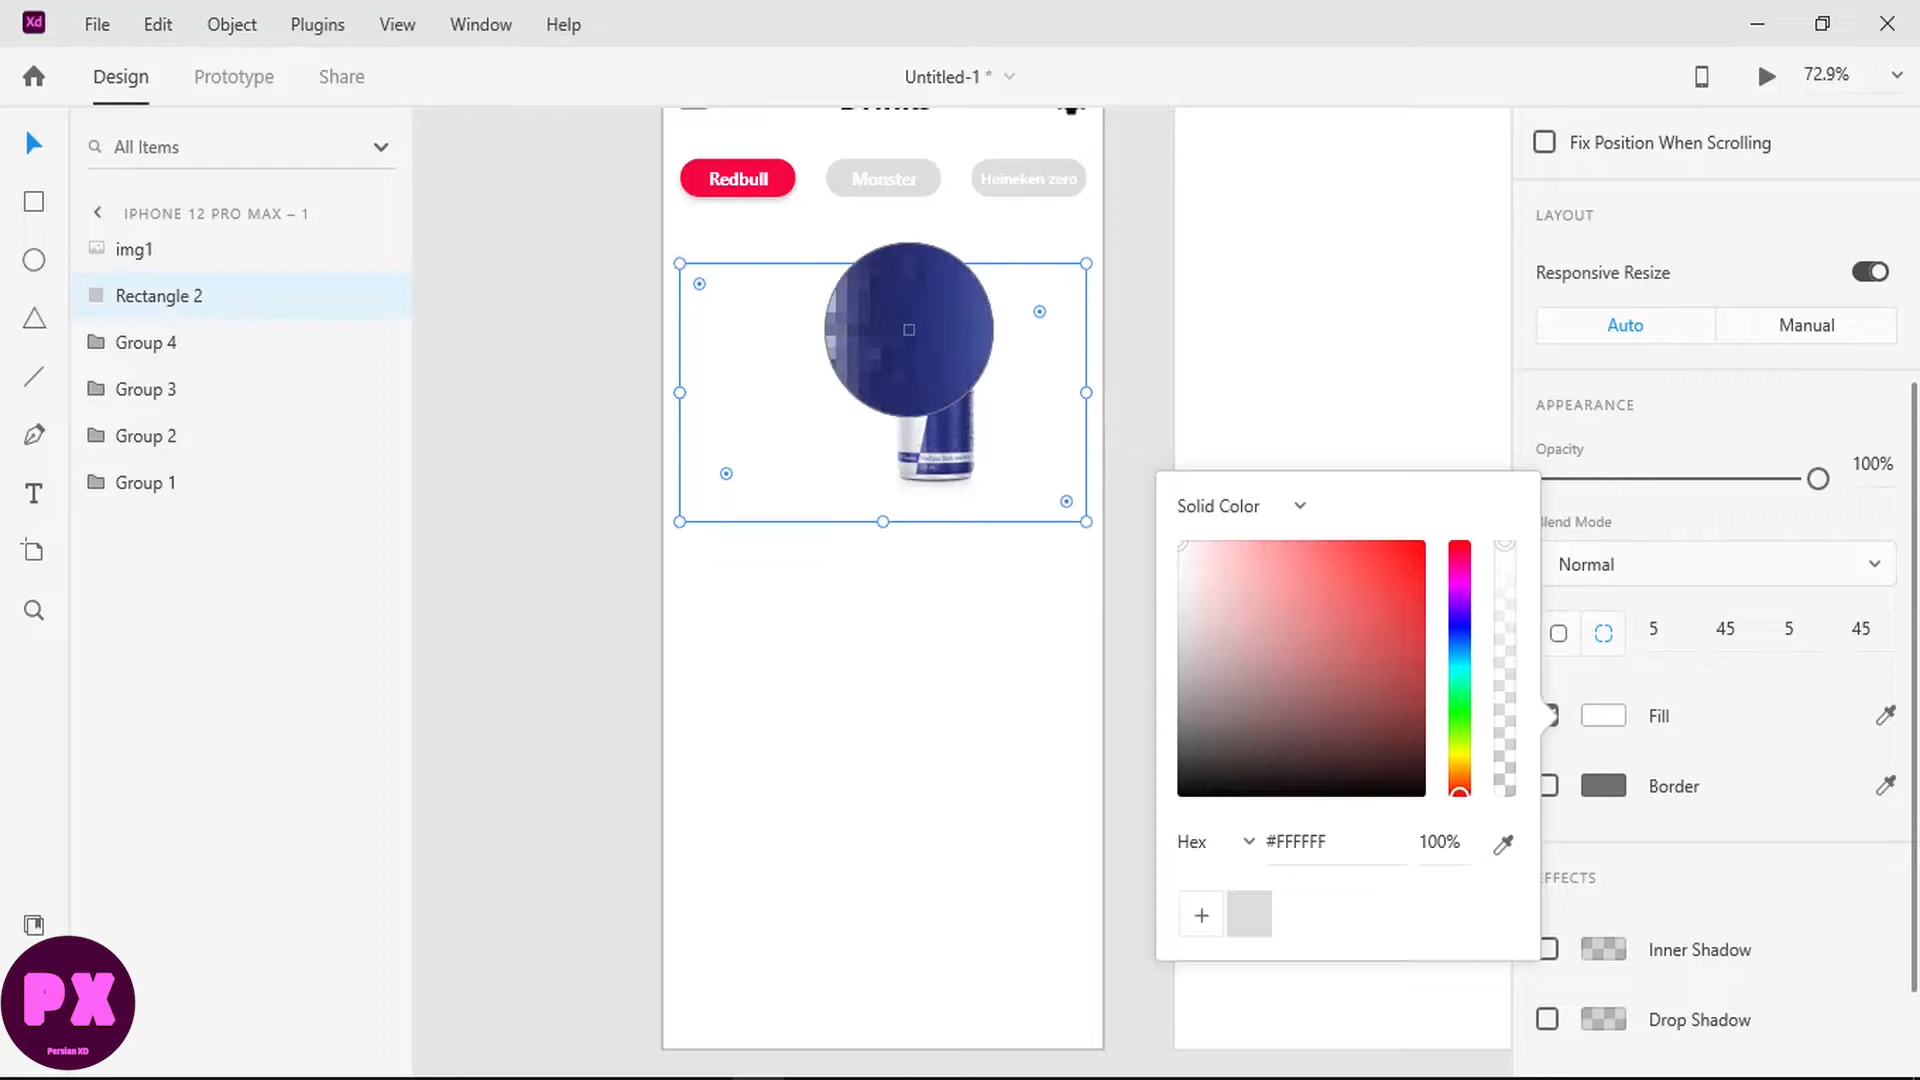 Xd File Edit Object Plugins View Window Help
Design Prototype Share Untitled-1 * 72.9%
All Items
IPHONE 12 PRO MAX – 1
img1
Rectangle 2
Group 4
Group 3
Group 2
Group 1
PX
Persian XD
Redbull Monster Heineken zero
Solid Color
Hex #FFFFFF 100%
+
Fix Position When Scrolling
LAYOUT
Responsive Resize
Auto Manual
APPEARANCE
Opacity
100%
Blend Mode
Normal
5 45 5 45
Fill
Border
EFFECTS
Inner Shadow
Drop Shadow